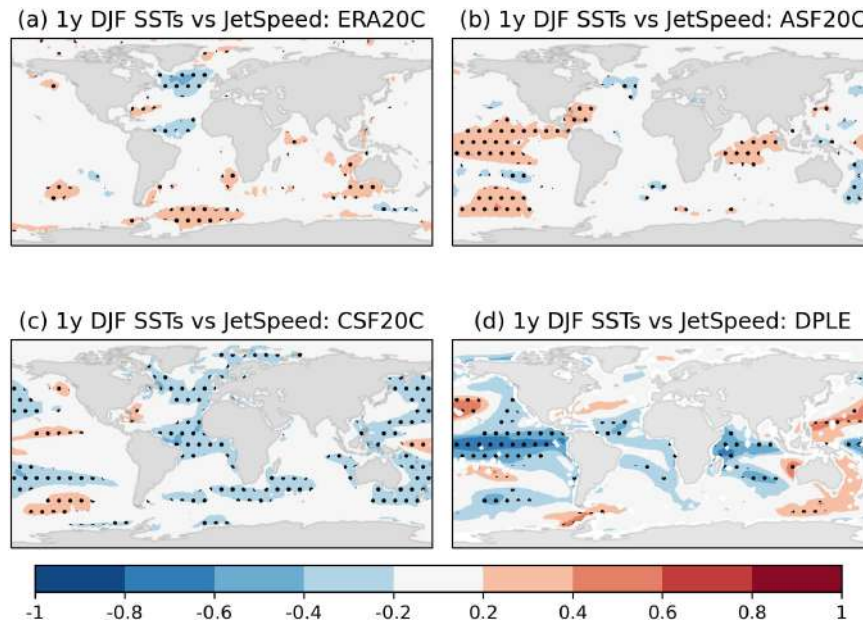 (a) 1y DJF SSTs vs JetSpeed: ERA20C
(b) 1y DJF SSTs vs JetSpeed: ASF20C
(c) 1y DJF SSTs vs JetSpeed: CSF20C
(d) 1y DJF SSTs vs JetSpeed: DPLE
-1 -0.8 -0.6 -0.4 -0.2 0.2 0.4 0.6 0.8 1